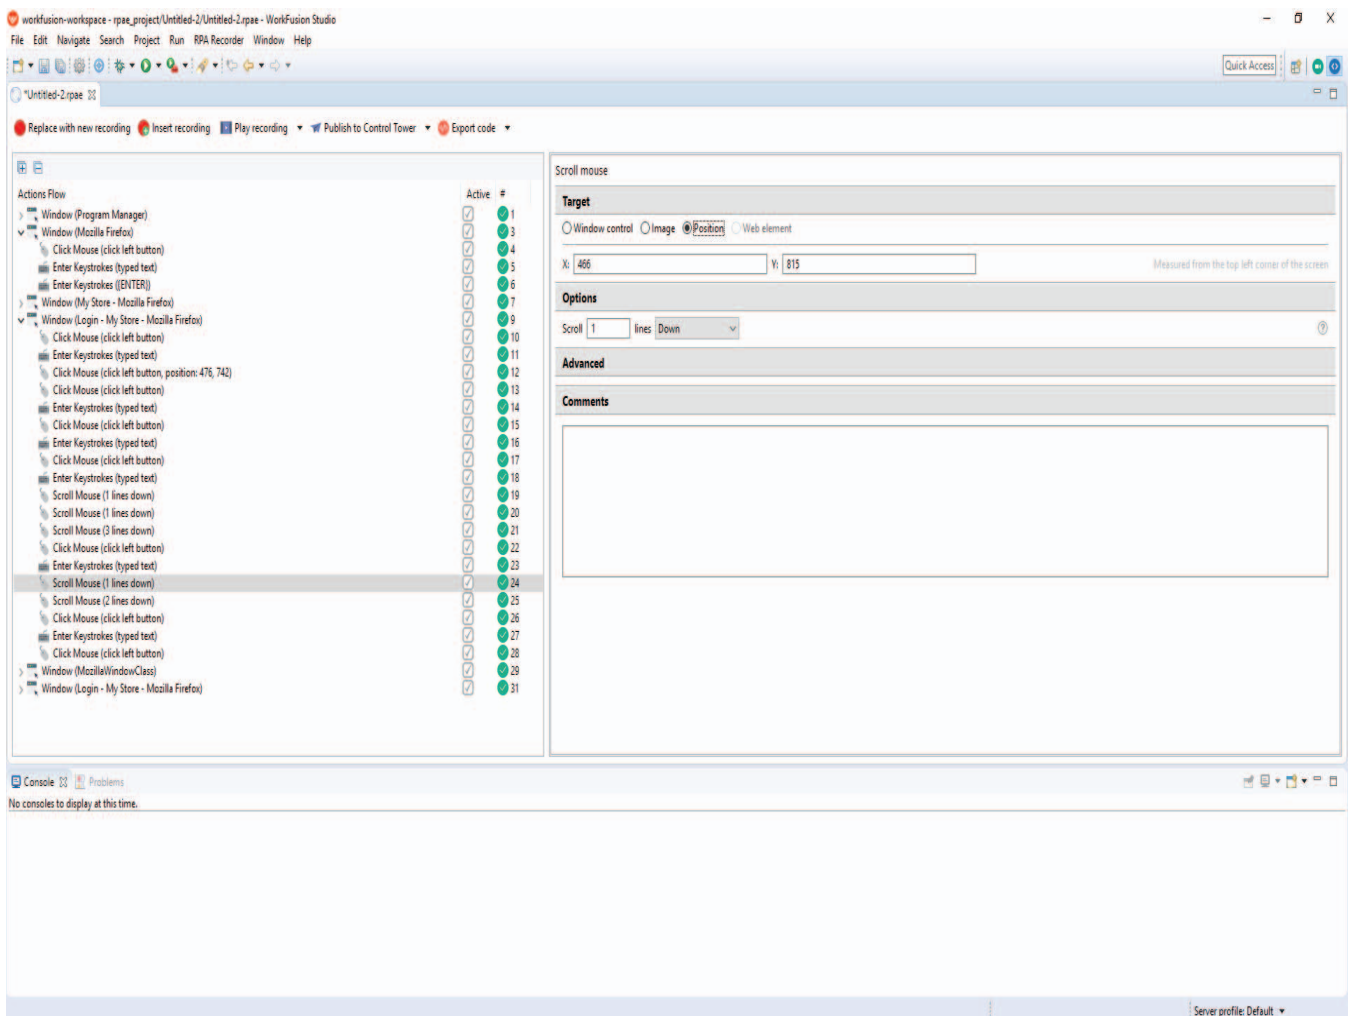 workfusion-workspace - rpae_project/Untitled-2/Untitled-2.rpae - WorkFusion Studio
File Edit Navigate Search Project Run RPA Recorder Window Help
Quick Access
*Untitled-2.rpae
Replace with new recording Insert recording Play recording Publish to Control Tower Export code
Actions Flow Active #
Window (Program Manager) 1
Window (Mozilla Firefox) 3
Click Mouse (click left button) 4
Enter Keystrokes (typed text) 5
Enter Keystrokes ({ENTER}) 6
Window (My Store - Mozilla Firefox) 7
Window (Login - My Store - Mozilla Firefox) 9
Click Mouse (click left button) 10
Enter Keystrokes (typed text) 11
Click Mouse (click left button, position: 476, 742) 12
Click Mouse (click left button) 13
Enter Keystrokes (typed text) 14
Click Mouse (click left button) 15
Enter Keystrokes (typed text) 16
Click Mouse (click left button) 17
Enter Keystrokes (typed text) 18
Scroll Mouse (1 lines down) 19
Scroll Mouse (1 lines down) 20
Scroll Mouse (3 lines down) 21
Click Mouse (click left button) 22
Enter Keystrokes (typed text) 23
Scroll Mouse (1 lines down) 24
Scroll Mouse (2 lines down) 25
Click Mouse (click left button) 26
Enter Keystrokes (typed text) 27
Click Mouse (click left button) 28
Window (MozillaWindowClass) 29
Window (Login - My Store - Mozilla Firefox) 31
Scroll mouse
Target
Window control Image Position Web element
X: 466 Y: 815 Measured from the top left corner of the screen
Options
Scroll 1 lines Down
Advanced
Comments
Console Problems
No consoles to display at this time.
Server profile: Default